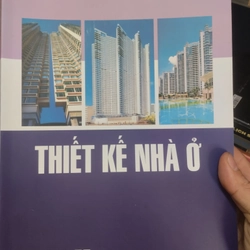 THIẾT KẾ NHÀ Ở